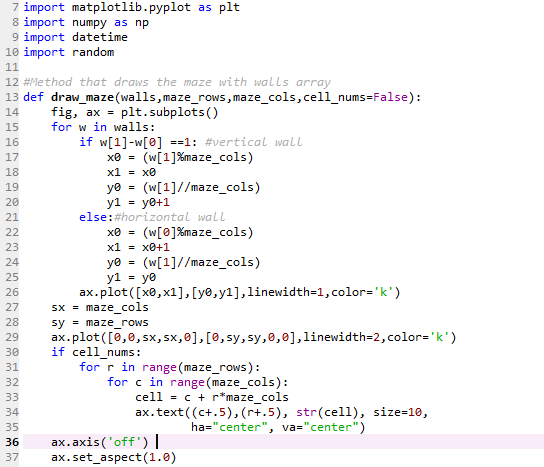 7 import matplotlib.pyplot as plt
8 import numpy as np
9 import datetime
10 import random
11
12 #Method that draws the maze with walls array
13 def draw_maze(walls,maze_rows,maze_cols,cell_nums=False):
14     fig, ax = plt.subplots()
15     for w in walls:
16         if w[1]-w[0] ==1: #vertical wall
17             x0 = (w[1]%maze_cols)
18             x1 = x0
19             y0 = (w[1]//maze_cols)
20             y1 = y0+1
21         else:#horizontal wall
22             x0 = (w[0]%maze_cols)
23             x1 = x0+1
24             y0 = (w[1]//maze_cols)
25             y1 = y0
26         ax.plot([x0,x1],[y0,y1],linewidth=1,color='k')
27     sx = maze_cols
28     sy = maze_rows
29     ax.plot([0,0,sx,sx,0],[0,sy,sy,0,0],linewidth=2,color='k')
30     if cell_nums:
31         for r in range(maze_rows):
32             for c in range(maze_cols):
33                 cell = c + r*maze_cols
34                 ax.text((c+.5),(r+.5), str(cell), size=10,
35                         ha="center", va="center")
36     ax.axis('off')
37     ax.set_aspect(1.0)